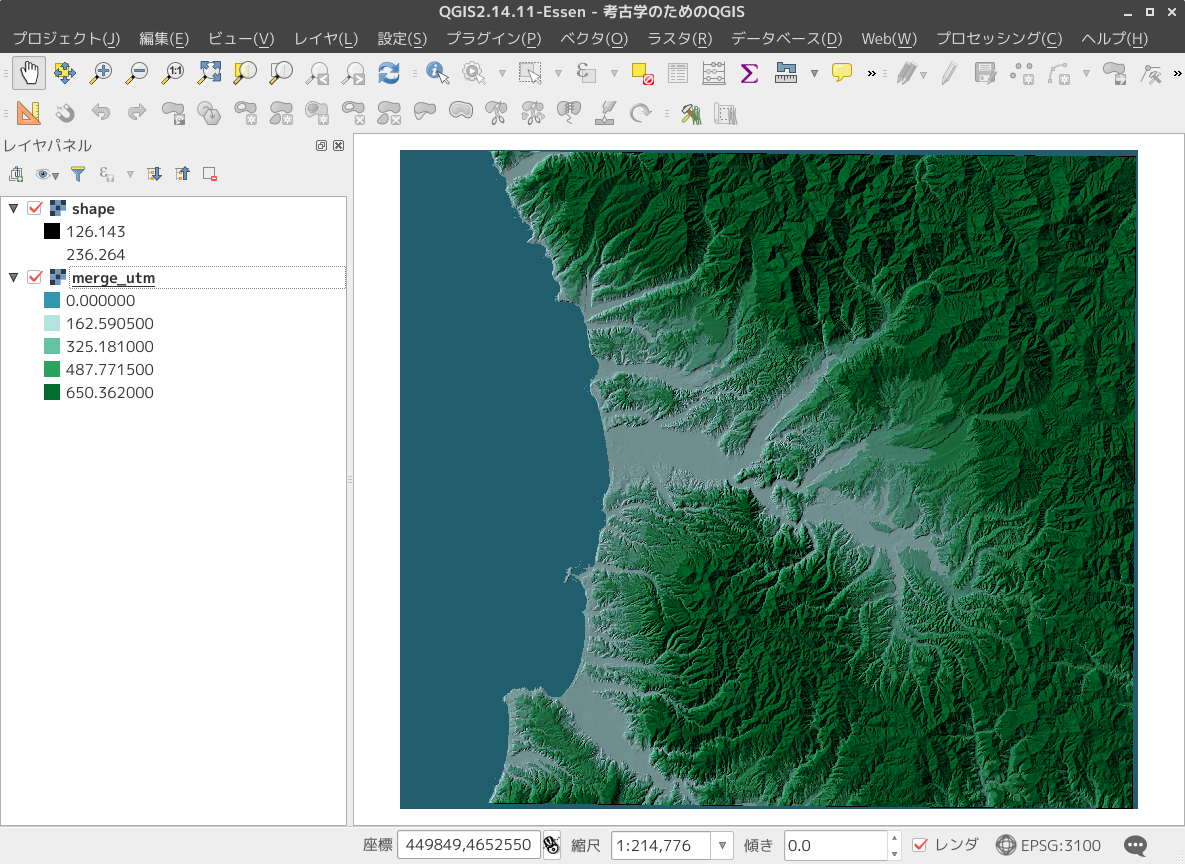 QGIS2.14.11-Essen - 考古学のためのQGIS
プロジェクト(J) 編集(E) ビュー(V) レイヤ(L) 設定(S) プラグイン(P) ベクタ(O) ラスタ(R) データベース(D) Web(W) プロセッシング(C) ヘルプ(H)
1:1
»
»
レイヤパネル
shape
126.143
236.264
merge_utm
0.000000
162.590500
325.181000
487.771500
650.362000
座標 449849,4652550 縮尺 1:214,776 傾き 0.0 レンダ EPSG:3100